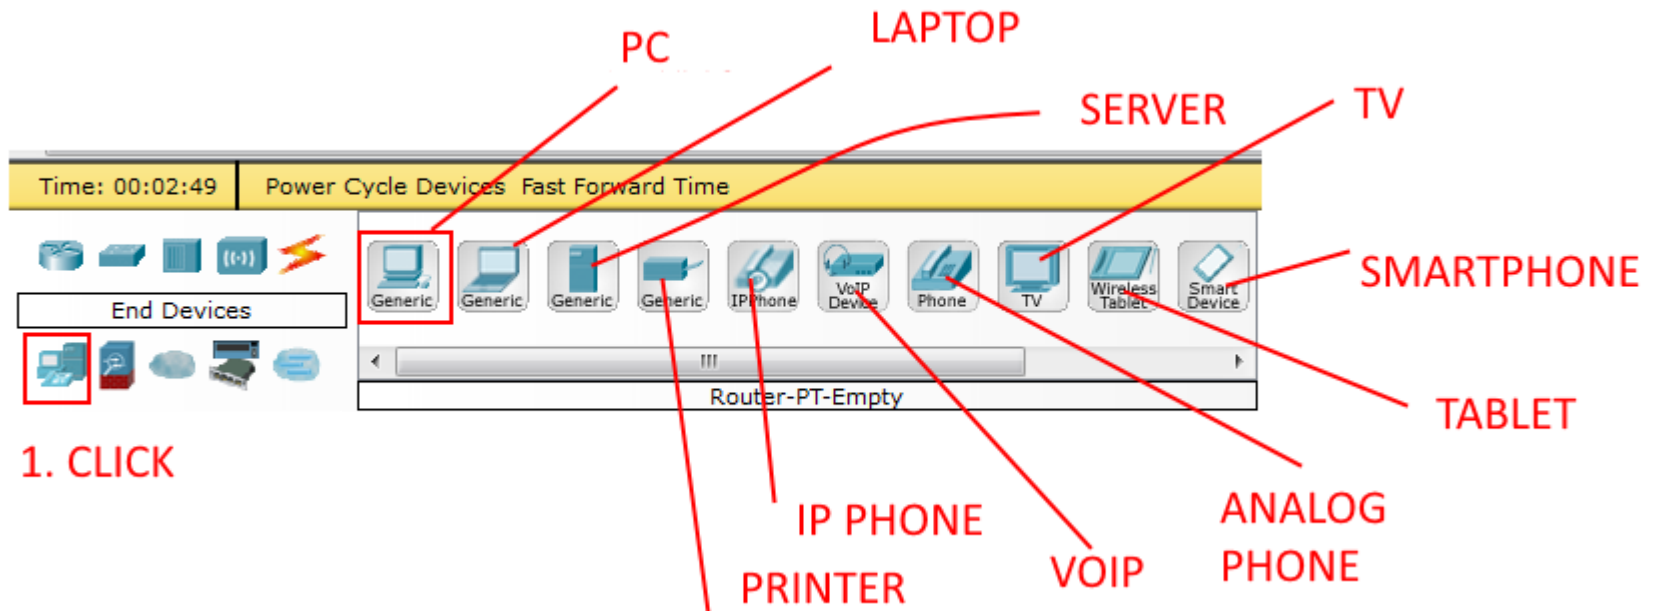 PC
LAPTOP
SERVER
TV
Time: 00:02:49
Power Cycle Devices Fast Forward Time
Generic
Generic
Generic
Generic
IPPhone
VoIP
Device
Phone
TV
Wireless
Tablet
Smart
Device
SMARTPHONE
End Devices
Router-PT-Empty
TABLET
1. CLICK
IP PHONE
ANALOG
PHONE
VOIP
PRINTER